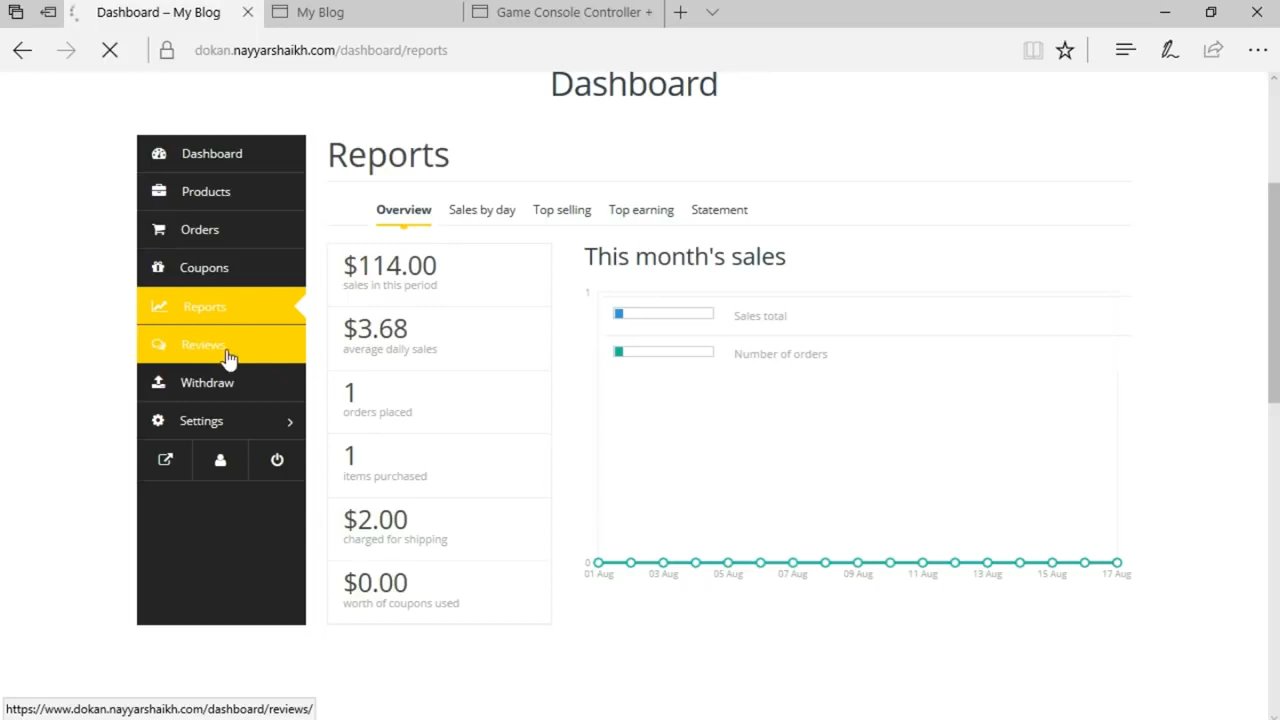 Dashboard – My Blog
My Blog
Game Console Controller +
dokan.nayyarshaikh.com/dashboard/reports
Dashboard
Dashboard
Products
Orders
Coupons
Reports
Reviews
Withdraw
Settings
Reports
Overview
Sales by day
Top selling
Top earning
Statement
$114.00
sales in this period
$3.68
average daily sales
1
orders placed
1
items purchased
$2.00
charged for shipping
$0.00
worth of coupons used
This month's sales
1
Sales total
Number of orders
0
01 Aug
03 Aug
05 Aug
07 Aug
09 Aug
11 Aug
13 Aug
15 Aug
17 Aug
https://www.dokan.nayyarshaikh.com/dashboard/reviews/